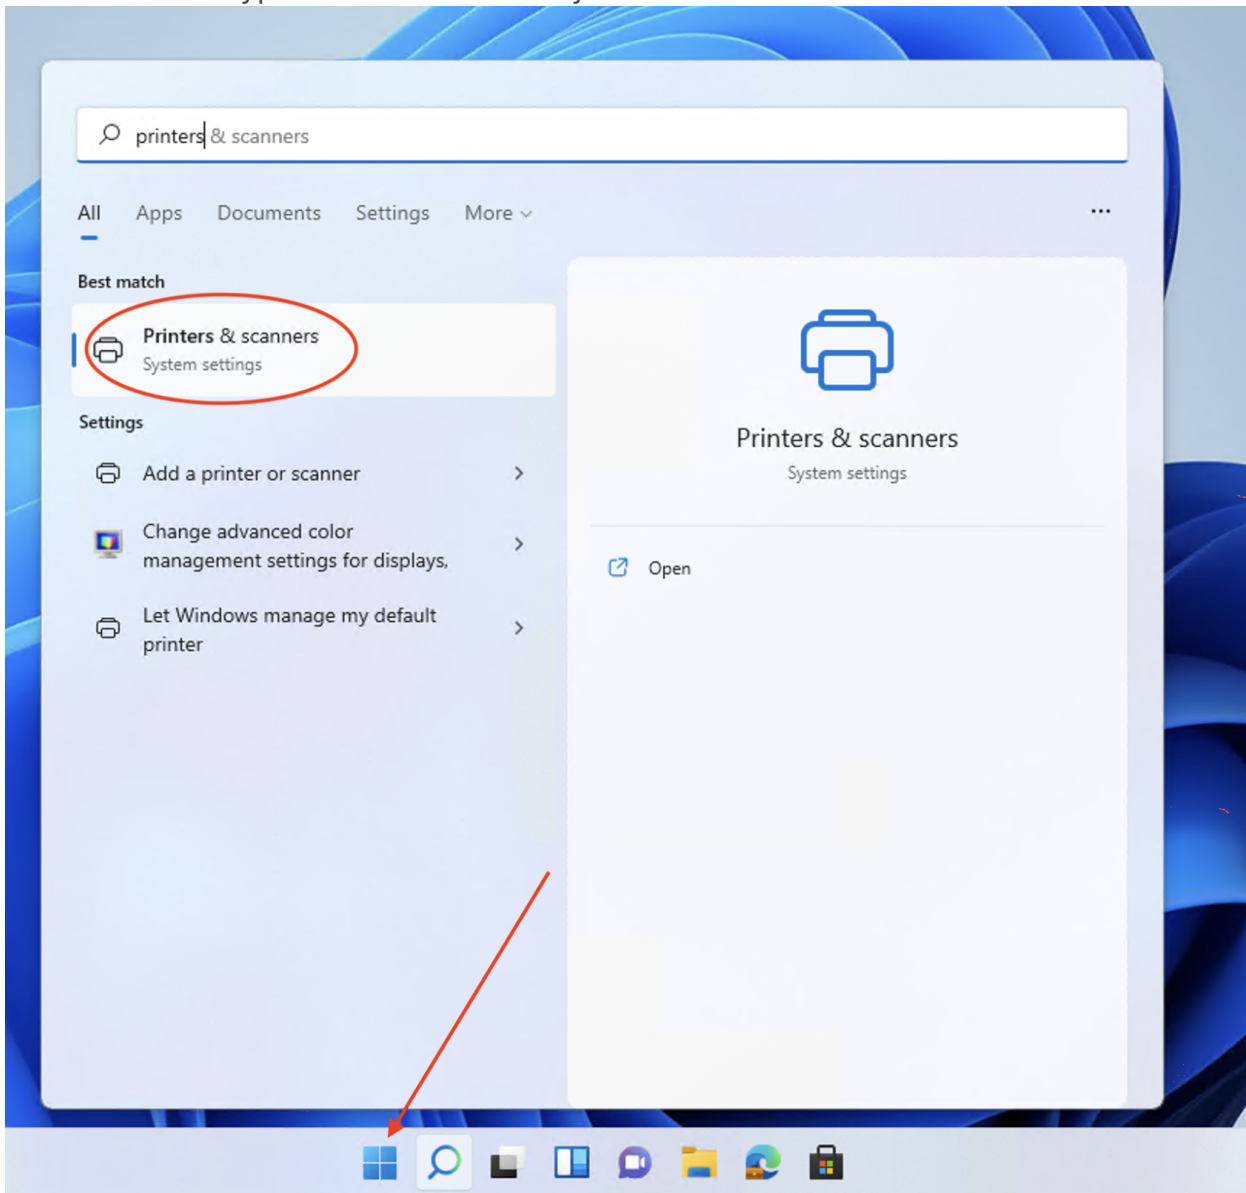 printers & scanners
All Apps Documents Settings More
Best match
Printers & scanners
System settings
Settings
Add a printer or scanner
Change advanced color
management settings for displays,
Let Windows manage my default
printer
Printers & scanners
System settings
Open